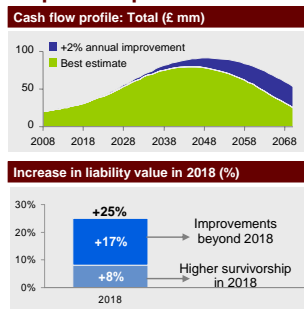 Cash flow profile: Total (£ mm)
100
+2% annual improvement
Best estimate
50
0
2008 2018 2028 2038 2048 2058 2068
Increase in liability value in 2018 (%)
30%
+25%
20%
+17%
Improvements
beyond 2018
10%
+8%
Higher survivorship
in 2018
0%
2018